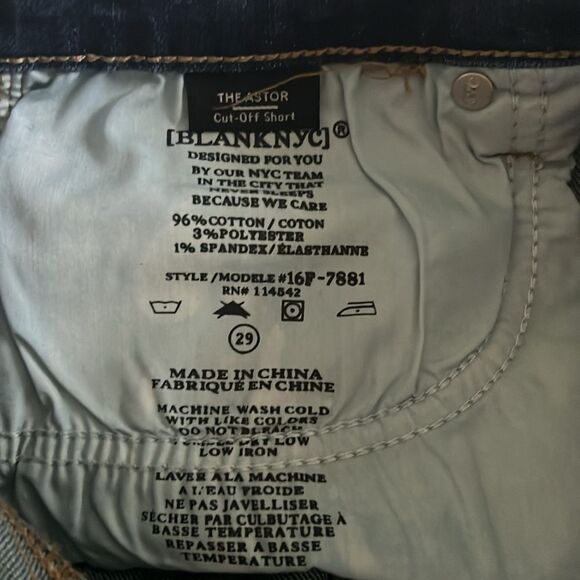 THE ASTOR
Cut-Off Short
[BLANKNYC]®
DESIGNED FOR YOU
BY OUR NYC TEAM
IN THE CITY THAT
NEVER SLEEPS
BECAUSE WE CARE
96% COTTON / COTON
3% POLYESTER
1% SPANDEX/ÉLASTHANNE
STYLE/MODELE #16F-7881
RN# 114542
29
MADE IN CHINA
FABRIQUE EN CHINE
MACHINE WASH COLD
WITH LIKE COLORS
DO NOT BLEACH
TUMBLE DRY LOW
LOW IRON
LAVER A LA MACHINE
A L'EAU FROIDE
NE PAS JAVELLISER
SÉCHER PAR CULBUTAGE À
BASSE TEMPÉRATURE
REPASSER A BASSE
TEMPERATURE